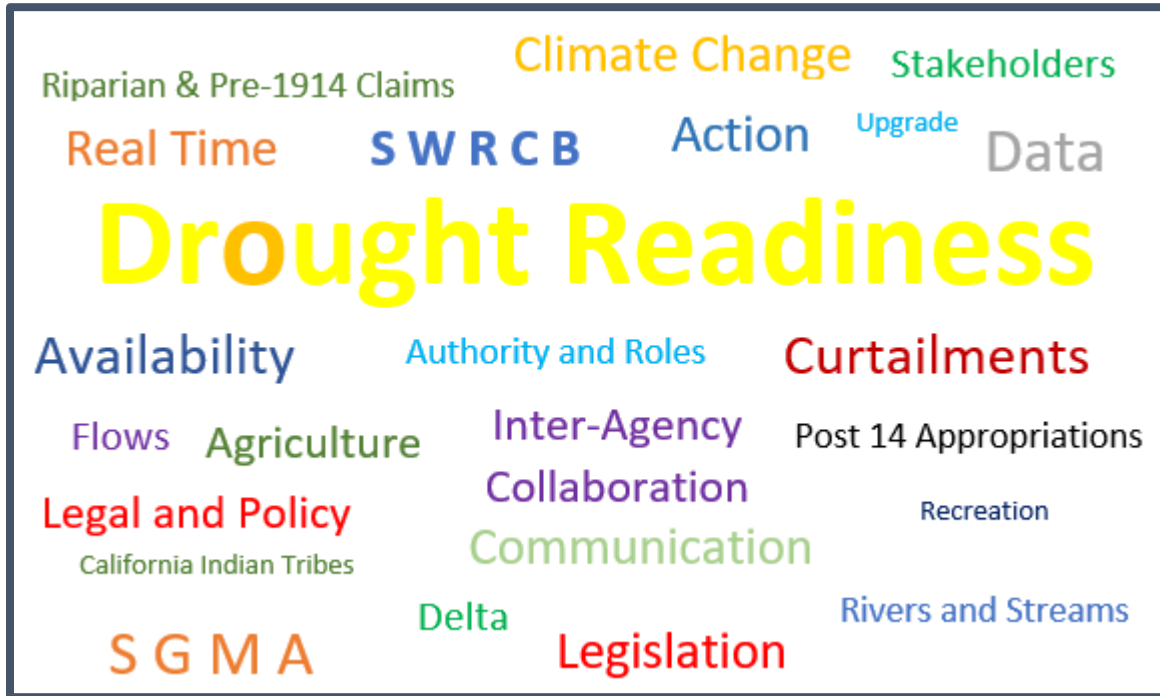 Climate Change
Stakeholders
Riparian & Pre-1914 Claims
Real Time
S W R C B
Action
Upgrade
Data
Drought Readiness
Availability
Authority and Roles
Curtailments
Flows
Agriculture
Inter-Agency
Collaboration
Post 14 Appropriations
Legal and Policy
Recreation
California Indian Tribes
Communication
Delta
Rivers and Streams
S G M A
Legislation